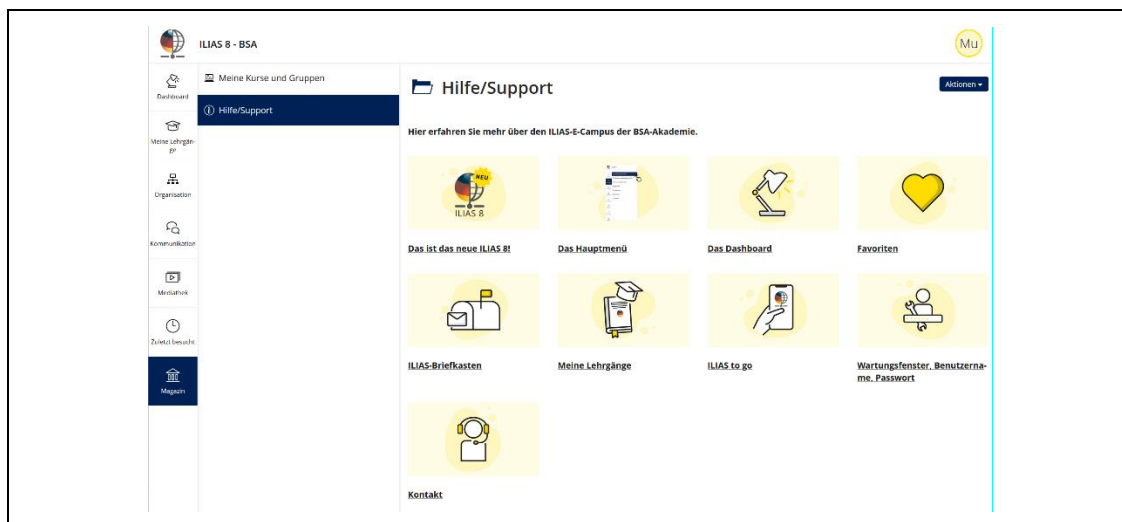 ILIAS 8 - BSA
Mu
Dashboard
Meine Lehrgän-
ge
Organisation
Kommunikation
Mediathek
Zuletzt besucht
Magazin
Meine Kurse und Gruppen
Hilfe/Support
Hilfe/Support
Aktionen
Hier erfahren Sie mehr über den ILIAS-E-Campus der BSA-Akademie.
NEU
ILIAS 8
Das ist das neue ILIAS 8!
Das Hauptmenü
Das Dashboard
Favoriten
ILIAS-Briefkasten
Meine Lehrgänge
ILIAS to go
Wartungsfenster, Benutzerna-
me, Passwort
Kontakt